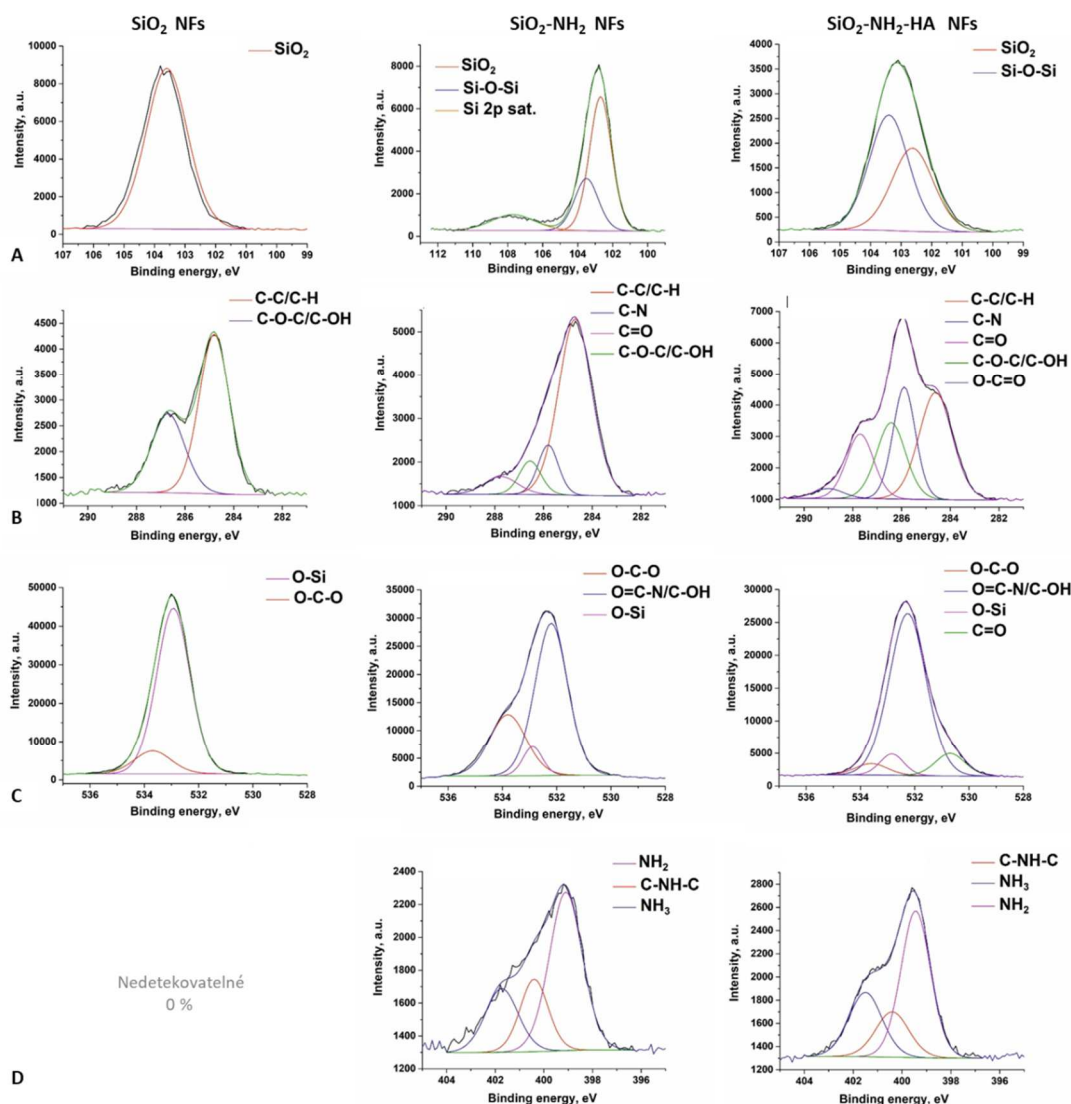 SiO₂ NFs
SiO₂-NH₂ NFs
SiO₂-NH₂-HA NFs
SiO₂
10000
8000
6000
4000
2000
0
Intensity, a.u.
107 106 105 104 103 102 101 100 99
Binding energy, eV
SiO₂
Si-O-Si
Si 2p sat.
8000
6000
4000
2000
0
Intensity, a.u.
112 110 108 106 104 102 100
Binding energy, eV
SiO₂
Si-O-Si
4000
3500
3000
2500
2000
1500
1000
500
0
Intensity, a.u.
107 106 105 104 103 102 101 100 99
Binding energy, eV
A
C-C/C-H
C-O-C/C-OH
4500
4000
3500
3000
2500
2000
1500
1000
Intensity, a.u.
290 288 286 284 282
Binding energy, eV
C-C/C-H
C-N
C=O
C-O-C/C-OH
5000
4000
3000
2000
1000
Intensity, a.u.
290 288 286 284 282
Binding energy, eV
C-C/C-H
C-N
C=O
C-O-C/C-OH
O-C=O
7000
6000
5000
4000
3000
2000
1000
Intensity, a.u.
290 288 286 284 282
Binding energy, eV
B
O-Si
O-C-O
50000
40000
30000
20000
10000
0
Intensity, a.u.
536 534 532 530 528
Binding energy, eV
O-C-O
O=C-N/C-OH
O-Si
35000
30000
25000
20000
15000
10000
5000
0
Intensity, a.u.
536 534 532 530 528
Binding energy, eV
O-C-O
O=C-N/C-OH
O-Si
C=O
30000
25000
20000
15000
10000
5000
0
Intensity, a.u.
536 534 532 530 528
Binding energy, eV
C
Nedetekovatelné
0 %
NH₂
C-NH-C
NH₃
2400
2200
2000
1800
1600
1400
1200
Intensity, a.u.
404 402 400 398 396
Binding energy, eV
C-NH-C
NH₃
NH₂
2800
2600
2400
2200
2000
1800
1600
1400
1200
Intensity, a.u.
404 402 400 398 396
Binding energy, eV
D